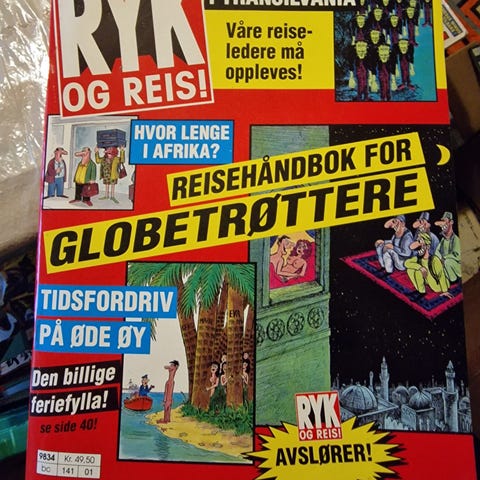 I TRANSILVANIA
RYK
OG REIS!
Våre reise-
ledere må
oppleves!
HVOR LENGE
I AFRIKA?
REISEHÅNDBOK FOR
GLOBETRØTTERE
TIDSFORDRIV
PÅ ØDE ØY
Den billige
feriefylla!
se side 40!
9834 Kr. 49,50
bc 141 01
RYK
OG REIS!
AVSLØRER!